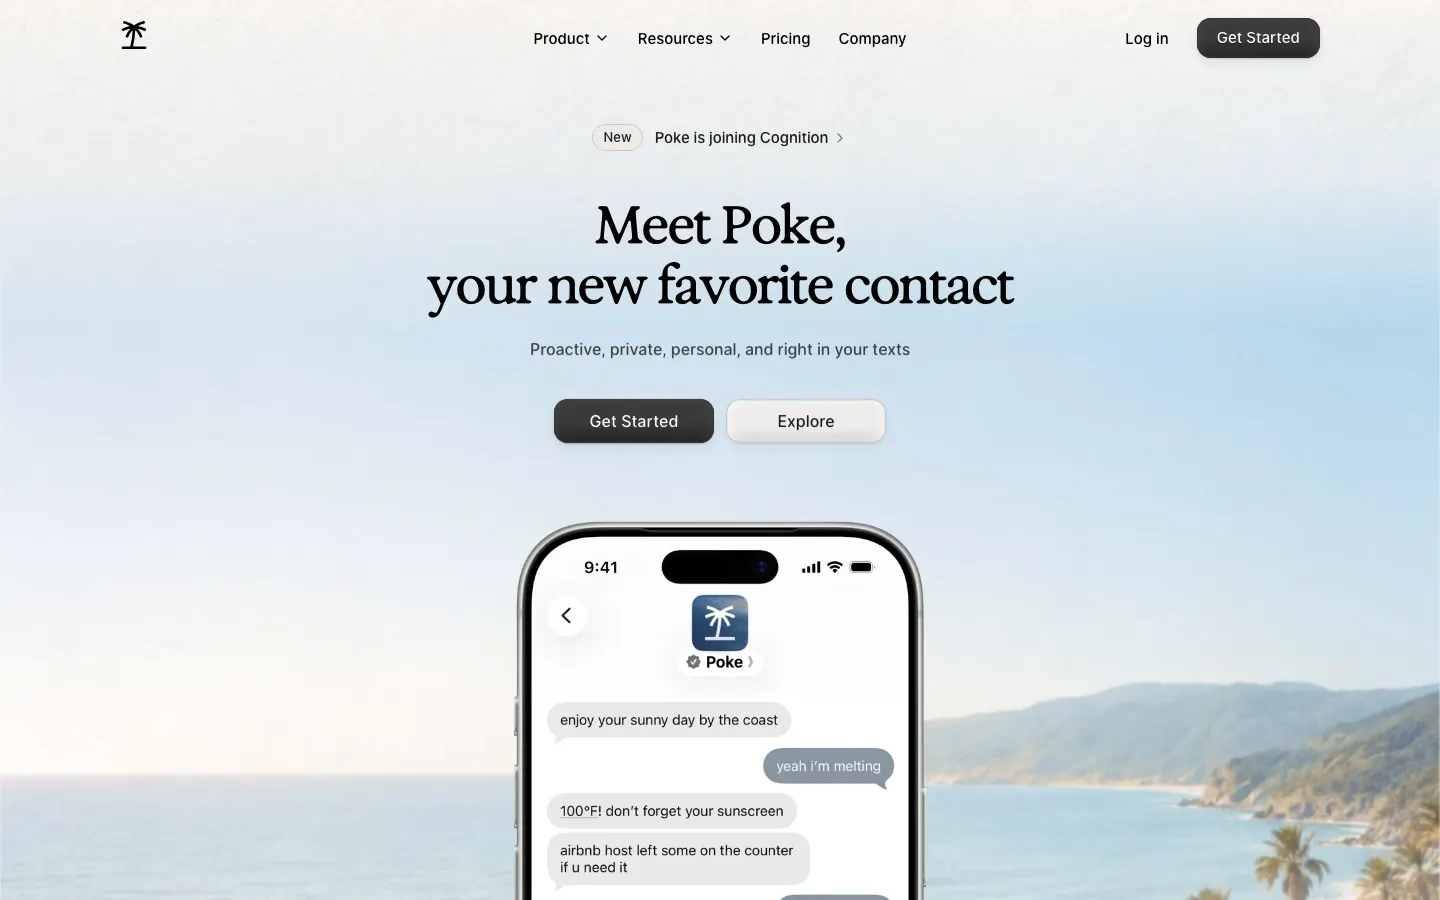 Product
Resources
Pricing
Company
Log in
Get Started
New
Poke is joining Cognition
Meet Poke,
your new favorite contact
Proactive, private, personal, and right in your texts
Get Started
Explore
9:41
Poke
enjoy your sunny day by the coast
yeah i'm melting
100°F! don't forget your sunscreen
airbnb host left some on the counter
if u need it